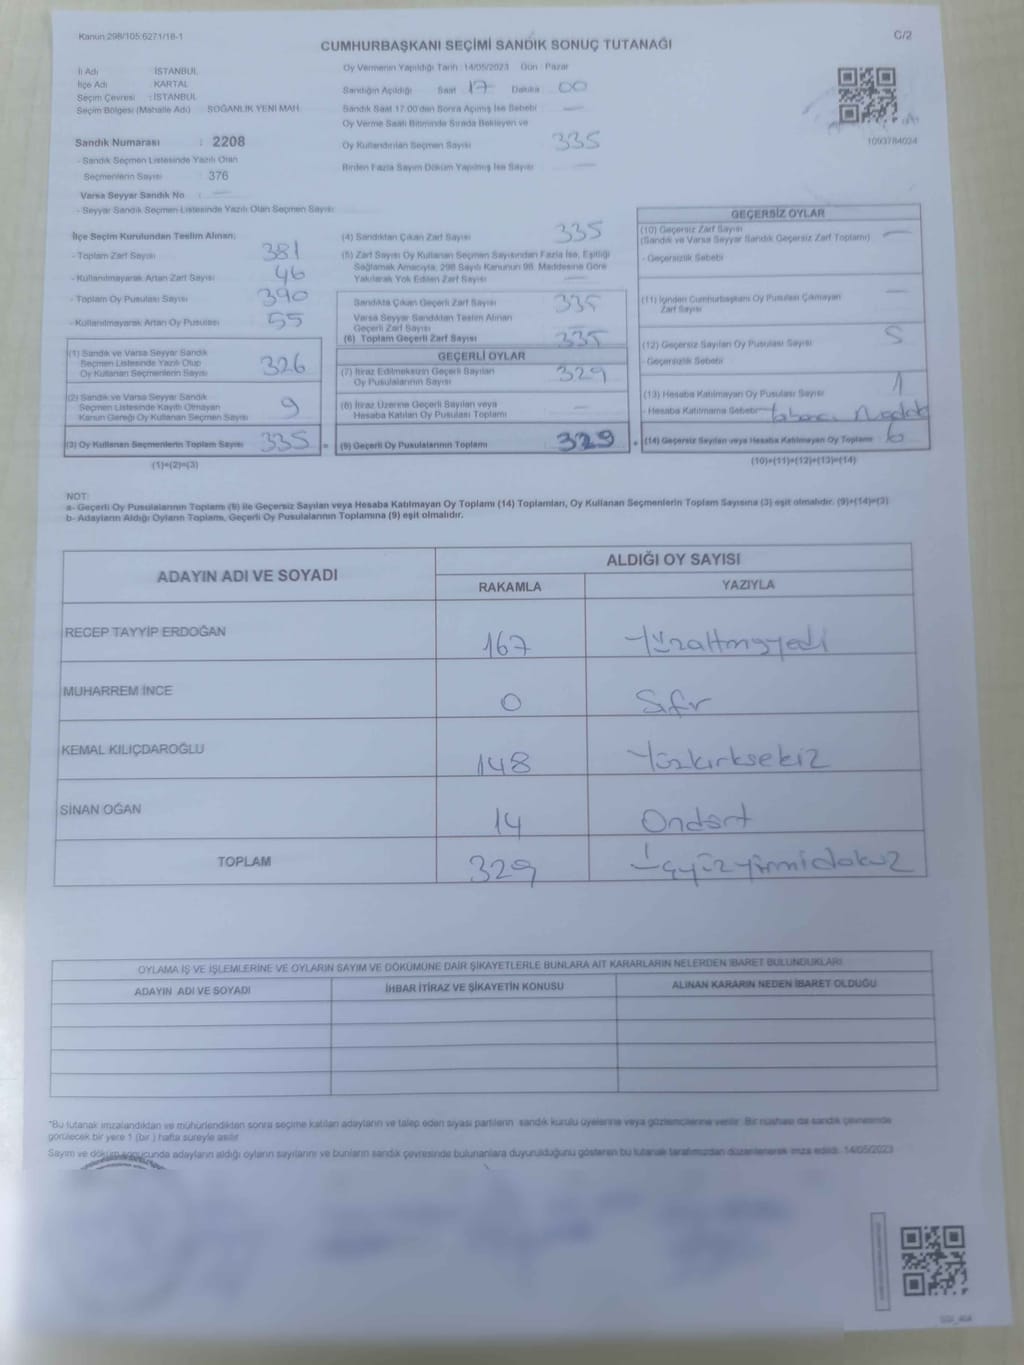 Kanun:298/105;6271/18-1
C/2
CUMHURBAŞKANI SEÇİMİ SANDIK SONUÇ TUTANAĞI
İl Adı : İSTANBUL
İlçe Adı : KARTAL
Seçim Çevresi : İSTANBUL
Seçim Bölgesi (Mahalle Adı) : SOĞANLIK YENİ MAH.
Sandık Numarası : 2208
- Sandık Seçmen Listesinde Yazılı Olan
Seçmenlerin Sayısı : 376
Varsa Seyyar Sandık No : —
- Seyyar Sandık Seçmen Listesinde Yazılı Olan Seçmen Sayısı
Oy Vermenin Yapıldığı Tarih : 14/05/2023 Gün : Pazar
Sandığın Açıldığı Saat 17 Dakika 00
Sandık Saat 17.00'den Sonra Açılmış İse Sebebi —
Oy Verme Saati Bitiminde Sırada Bekleyen ve
Oy Kullandırılan Seçmen Sayısı 335
Birden Fazla Sayım Döküm Yapılmış İse Sayısı —
1093784024
İlçe Seçim Kurulundan Teslim Alınan;
- Toplam Zarf Sayısı 381
- Kullanılmayarak Artan Zarf Sayısı 46
- Toplam Oy Pusulası Sayısı 390
- Kullanılmayarak Artan Oy Pusulası 55
(1) Sandık ve Varsa Seyyar Sandık
Seçmen Listesinde Yazılı Olup
Oy Kullanan Seçmenlerin Sayısı 326
(2) Sandık ve Varsa Seyyar Sandık
Seçmen Listesinde Kayıtlı Olmayan
Kanun Gereği Oy Kullanan Seçmen Sayısı 9
(3) Oy Kullanan Seçmenlerin Toplam Sayısı 335 =
(1)+(2)=(3)
(4) Sandıktan Çıkan Zarf Sayısı 335
(5) Zarf Sayısı Oy Kullanan Seçmen Sayısından Fazla İse, Eşitliği
Sağlamak Amacıyla, 298 Sayılı Kanunun 98. Maddesine Göre
Yakılarak Yok Edilen Zarf Sayısı —
Sandıkta Çıkan Geçerli Zarf Sayısı 335
Varsa Seyyar Sandıktan Teslim Alınan
Geçerli Zarf Sayısı —
(6) Toplam Geçerli Zarf Sayısı 335
GEÇERLİ OYLAR
(7) İtiraz Edilmeksizin Geçerli Sayılan
Oy Pusulalarının Sayısı 329
(8) İtiraz Üzerine Geçerli Sayılan veya
Hesaba Katılan Oy Pusulası Toplamı —
(9) Geçerli Oy Pusulalarının Toplamı 329 +
GEÇERSİZ OYLAR
(10) Geçersiz Zarf Sayısı —
(Sandık ve Varsa Seyyar Sandık Geçersiz Zarf Toplamı)
- Geçersizlik Sebebi
(11) İçinden Cumhurbaşkanı Oy Pusulası Çıkmayan —
Zarf Sayısı
(12) Geçersiz Sayılan Oy Pusulası Sayısı 5
- Geçersizlik Sebebi
(13) Hesaba Katılmayan Oy Pusulası Sayısı 1
- Hesaba Katılmama Sebebi
(14) Geçersiz Sayılan veya Hesaba Katılmayan Oy Toplamı 6
(10)+(11)+(12)+(13)=(14)
NOT:
a- Geçerli Oy Pusulalarının Toplamı (9) ile Geçersiz Sayılan veya Hesaba Katılmayan Oy Toplamı (14) Toplamları, Oy Kullanan Seçmenlerin Toplam Sayısına (3) eşit olmalıdır. (9)+(14)=(3)
b- Adayların Aldığı Oyların Toplamı, Geçerli Oy Pusulalarının Toplamına (9) eşit olmalıdır.
ADAYIN ADI VE SOYADI
ALDIĞI OY SAYISI
RAKAMLA YAZIYLA
RECEP TAYYİP ERDOĞAN 167 Yüzaltmışyedi
MUHARREM İNCE 0 Sıfır
KEMAL KILIÇDAROĞLU 148 Yüzkırksekiz
SİNAN OĞAN 14 Ondört
TOPLAM 329 Üçyüzyirmidokuz
OYLAMA İŞ VE İŞLEMLERİNE VE OYLARIN SAYIM VE DÖKÜMÜNE DAİR ŞİKAYETLERLE BUNLARA AİT KARARLARIN NELERDEN İBARET BULUNDUKLARI
ADAYIN ADI VE SOYADI İHBAR İTİRAZ VE ŞİKAYETİN KONUSU ALINAN KARARIN NEDEN İBARET OLDUĞU
"Bu tutanak imzalandıktan ve mühürlendikten sonra seçime katılan adayların ve talep eden siyasi partilerin sandık kurulu üyelerine veya gözlemcilerine verilir. Bir nüshası da sandık çevresinde
görülecek bir yere 1 (bir ) hafta süreyle asılır.
Sayım ve döküm sonucunda adayların aldığı oyların sayılarını ve bunların sandık çevresinde bulunanlara duyurulduğunu gösteren bu tutanak tarafımızdan düzenlenerek imza edildi. 14/05/2023